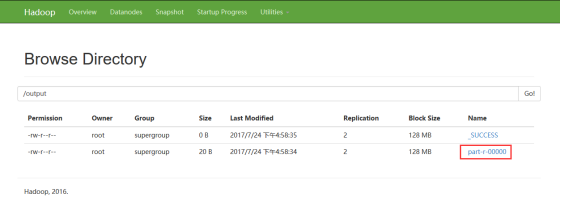 Hadoop Overview Datanodes Snapshot Startup Progress Utilities
Browse Directory
/output Go!
Permission Owner Group Size Last Modified Replication Block Size Name
-rw-r--r-- root supergroup 0 B 2017/7/24 下午4:58:35 2 128 MB _SUCCESS
-rw-r--r-- root supergroup 20 B 2017/7/24 下午4:58:34 2 128 MB part-r-00000
Hadoop, 2016.